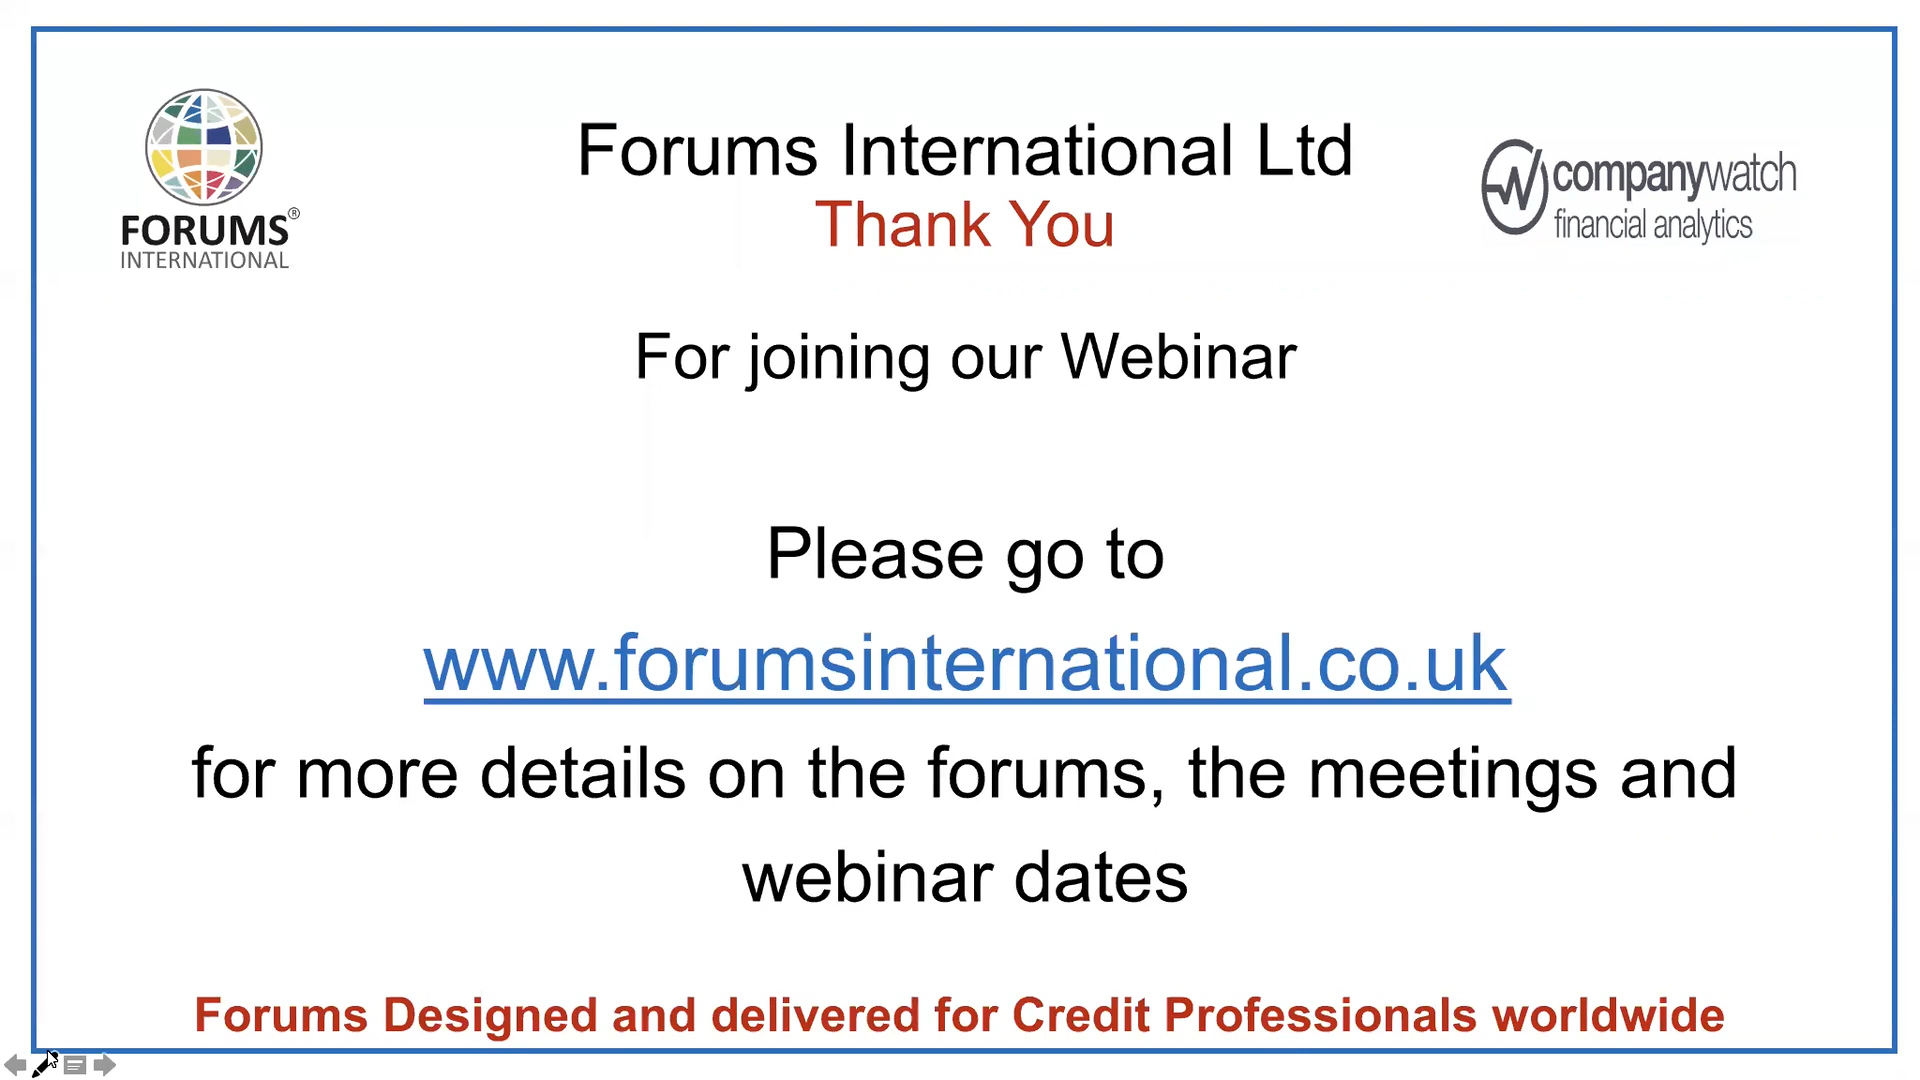 FORUMS®
INTERNATIONAL
Forums International Ltd
Thank You
companywatch
financial analytics
For joining our Webinar
Please go to
www.forumsinternational.co.uk
for more details on the forums, the meetings and
webinar dates
Forums Designed and delivered for Credit Professionals worldwide